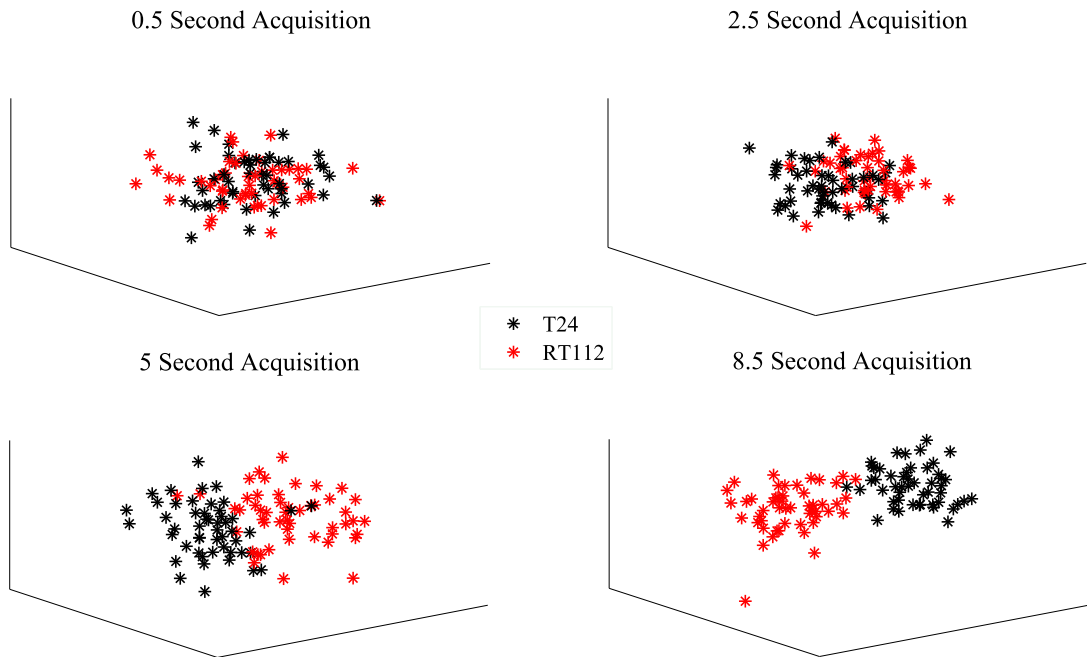 0.5 Second Acquisition
2.5 Second Acquisition
T24
RT112
5 Second Acquisition
8.5 Second Acquisition